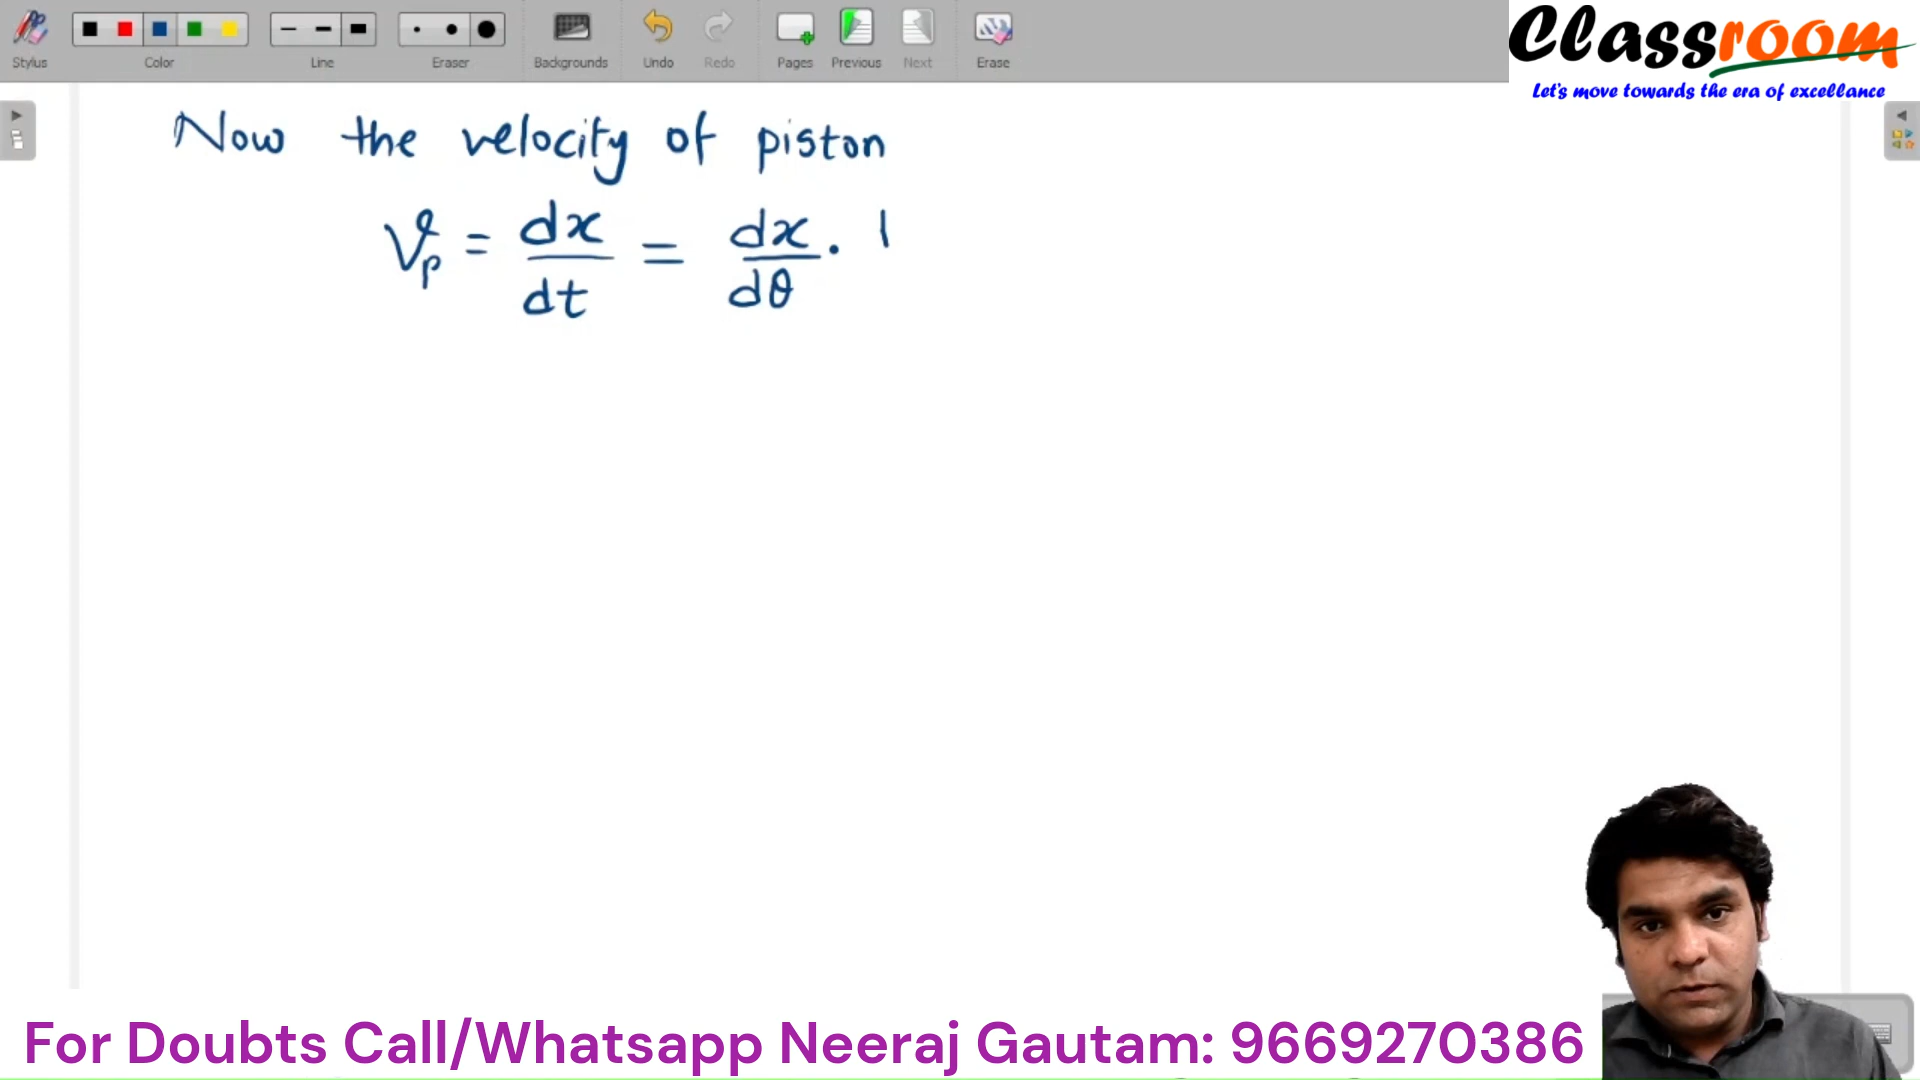 Stylus Color Line Eraser Backgrounds Undo Redo Pages Previous Next Erase
Classroom
Let's move towards the era of excellance
Now the velocity of piston
Vp = dx/dt = dx/dθ ·
For Doubts Call/Whatsapp Neeraj Gautam: 9669270386